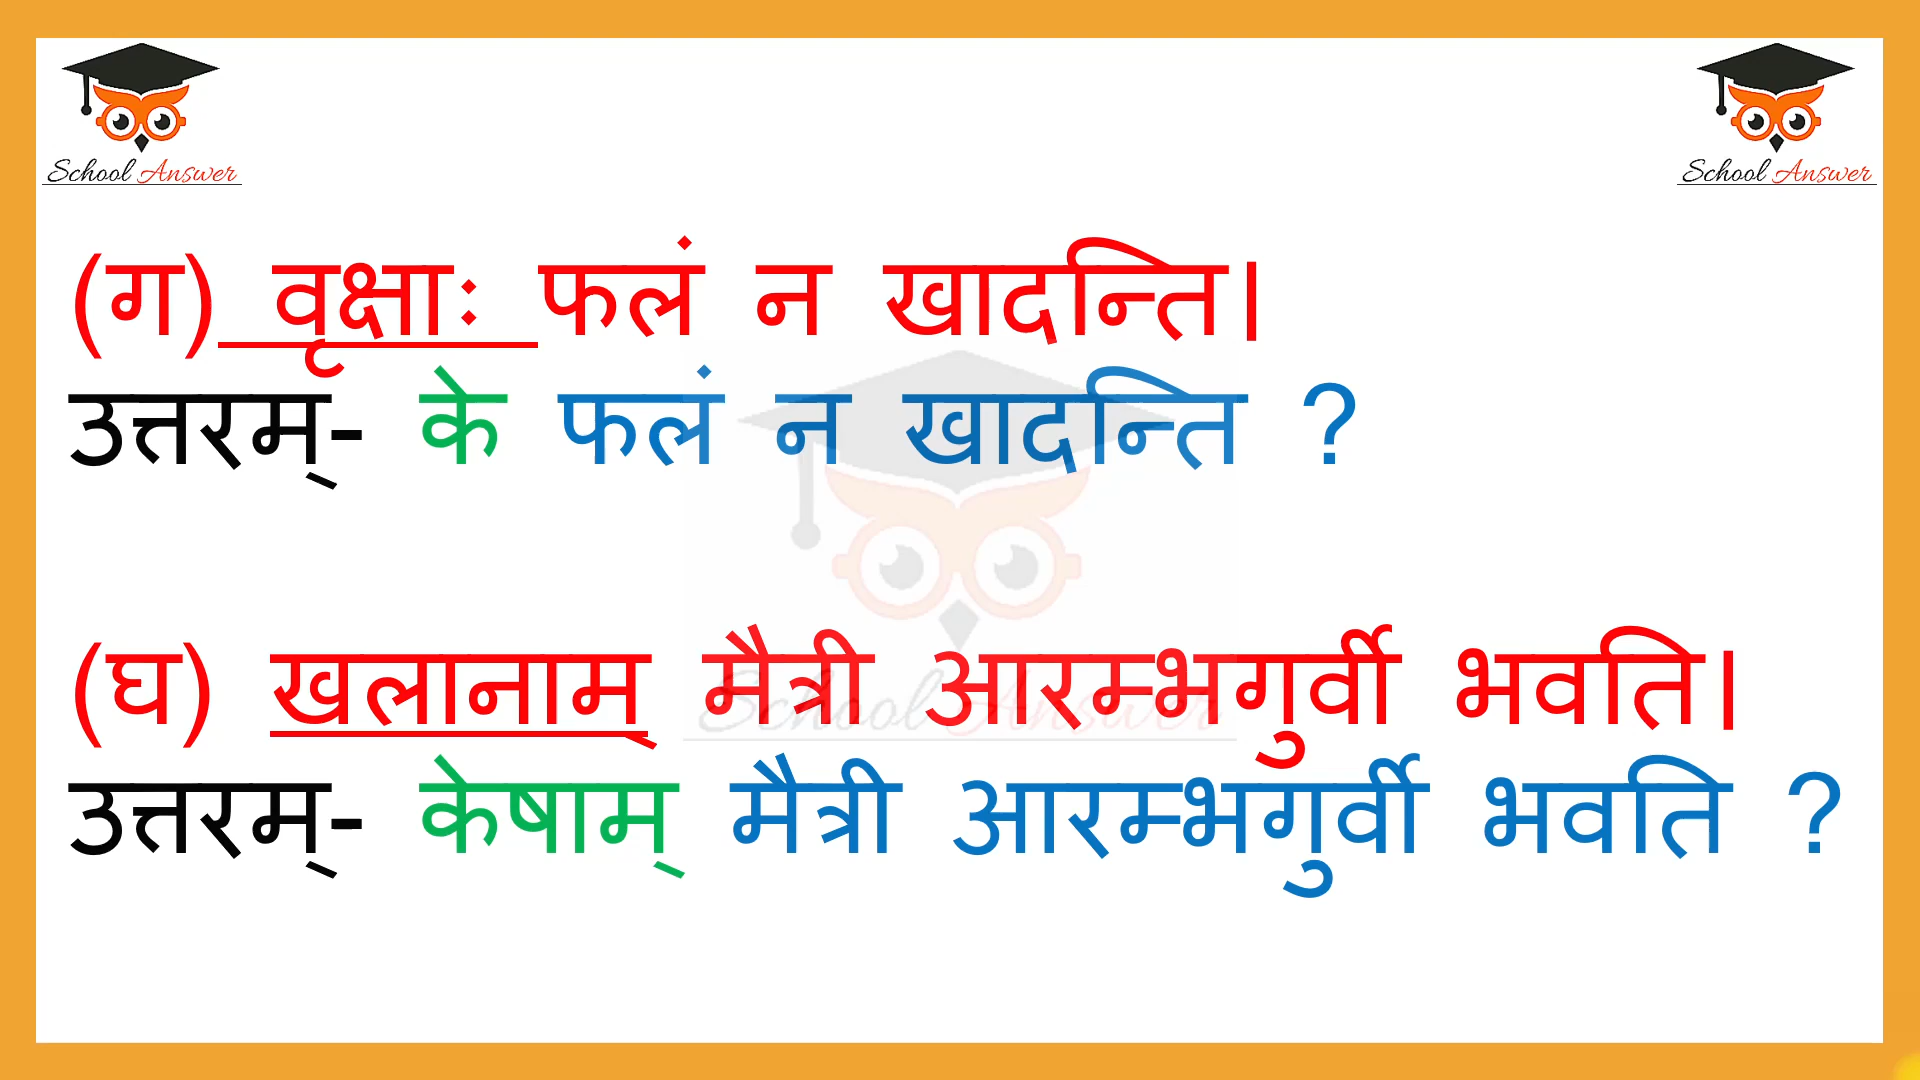 School Answer
School Answer
(ग) वृक्षाः फलं न खादन्ति।
उत्तरम्- के फलं न खादन्ति ?
School Answer
(घ) खलानाम् मैत्री आरम्भगुर्वी भवति।
उत्तरम्- केषाम् मैत्री आरम्भगुर्वी भवति ?